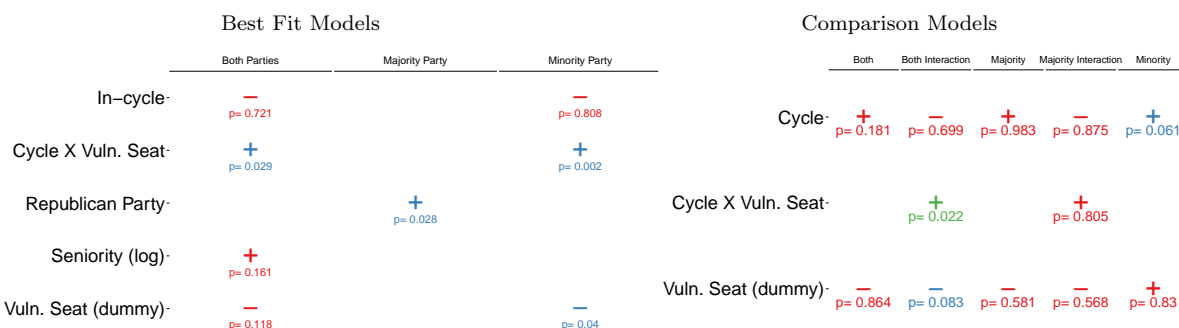 Best Fit Models
Both Parties Majority Party Minority Party
In−cycle
− −
p= 0.721 p= 0.808
Cycle X Vuln. Seat
+ +
p= 0.029 p= 0.002
Republican Party
+
p= 0.028
Seniority (log)
+
p= 0.161
Vuln. Seat (dummy)
− −
p= 0.118 p= 0.04
Comparison Models
Both Both Interaction Majority Majority Interaction Minority
Cycle
+ − + − +
p= 0.181 p= 0.699 p= 0.983 p= 0.875 p= 0.061
Cycle X Vuln. Seat
+ +
p= 0.022 p= 0.805
Vuln. Seat (dummy)
− − − − +
p= 0.864 p= 0.083 p= 0.581 p= 0.568 p= 0.83